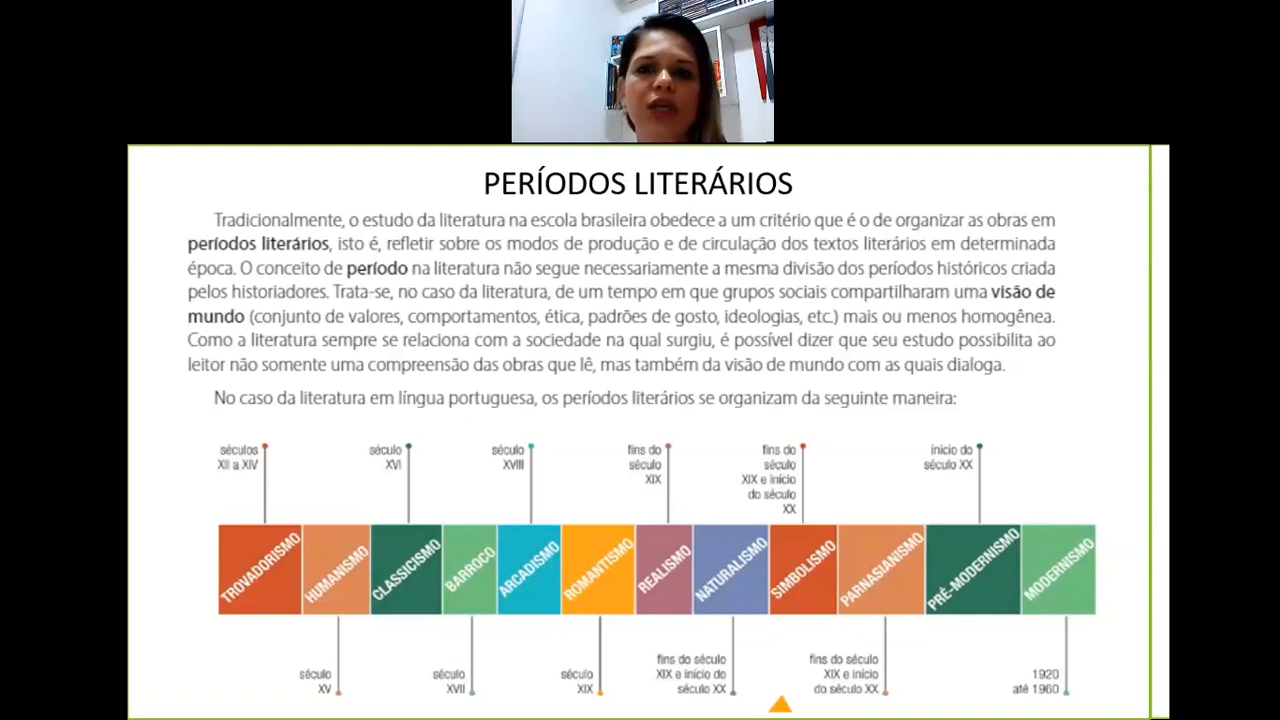 PERÍODOS LITERÁRIOS
Tradicionalmente, o estudo da literatura na escola brasileira obedece a um critério que é o de organizar as obras em
períodos literários, isto é, refletir sobre os modos de produção e de circulação dos textos literários em determinada
época. O conceito de período na literatura não segue necessariamente a mesma divisão dos períodos históricos criada
pelos historiadores. Trata-se, no caso da literatura, de um tempo em que grupos sociais compartilharam uma visão de
mundo (conjunto de valores, comportamentos, ética, padrões de gosto, ideologias, etc.) mais ou menos homogênea.
Como a literatura sempre se relaciona com a sociedade na qual surgiu, é possível dizer que seu estudo possibilita ao
leitor não somente uma compreensão das obras que lê, mas também da visão de mundo com as quais dialoga.
No caso da literatura em língua portuguesa, os períodos literários se organizam da seguinte maneira:
séculos
XII a XIV
século
XVI
século
XVIII
fins do
século
XIX
fins do
século
XIX e início
do século
XX
início do
século XX
TROVADORISMO
HUMANISMO
CLASSICISMO
BARROCO
ARCADISMO
ROMANTISMO
REALISMO
NATURALISMO
SIMBOLISMO
PARNASIANISMO
PRÉ-MODERNISMO
MODERNISMO
século
XV
século
XVII
século
XIX
fins do século
XIX e início do
século XX
fins do século
XIX e início
do século XX
1920
até 1960